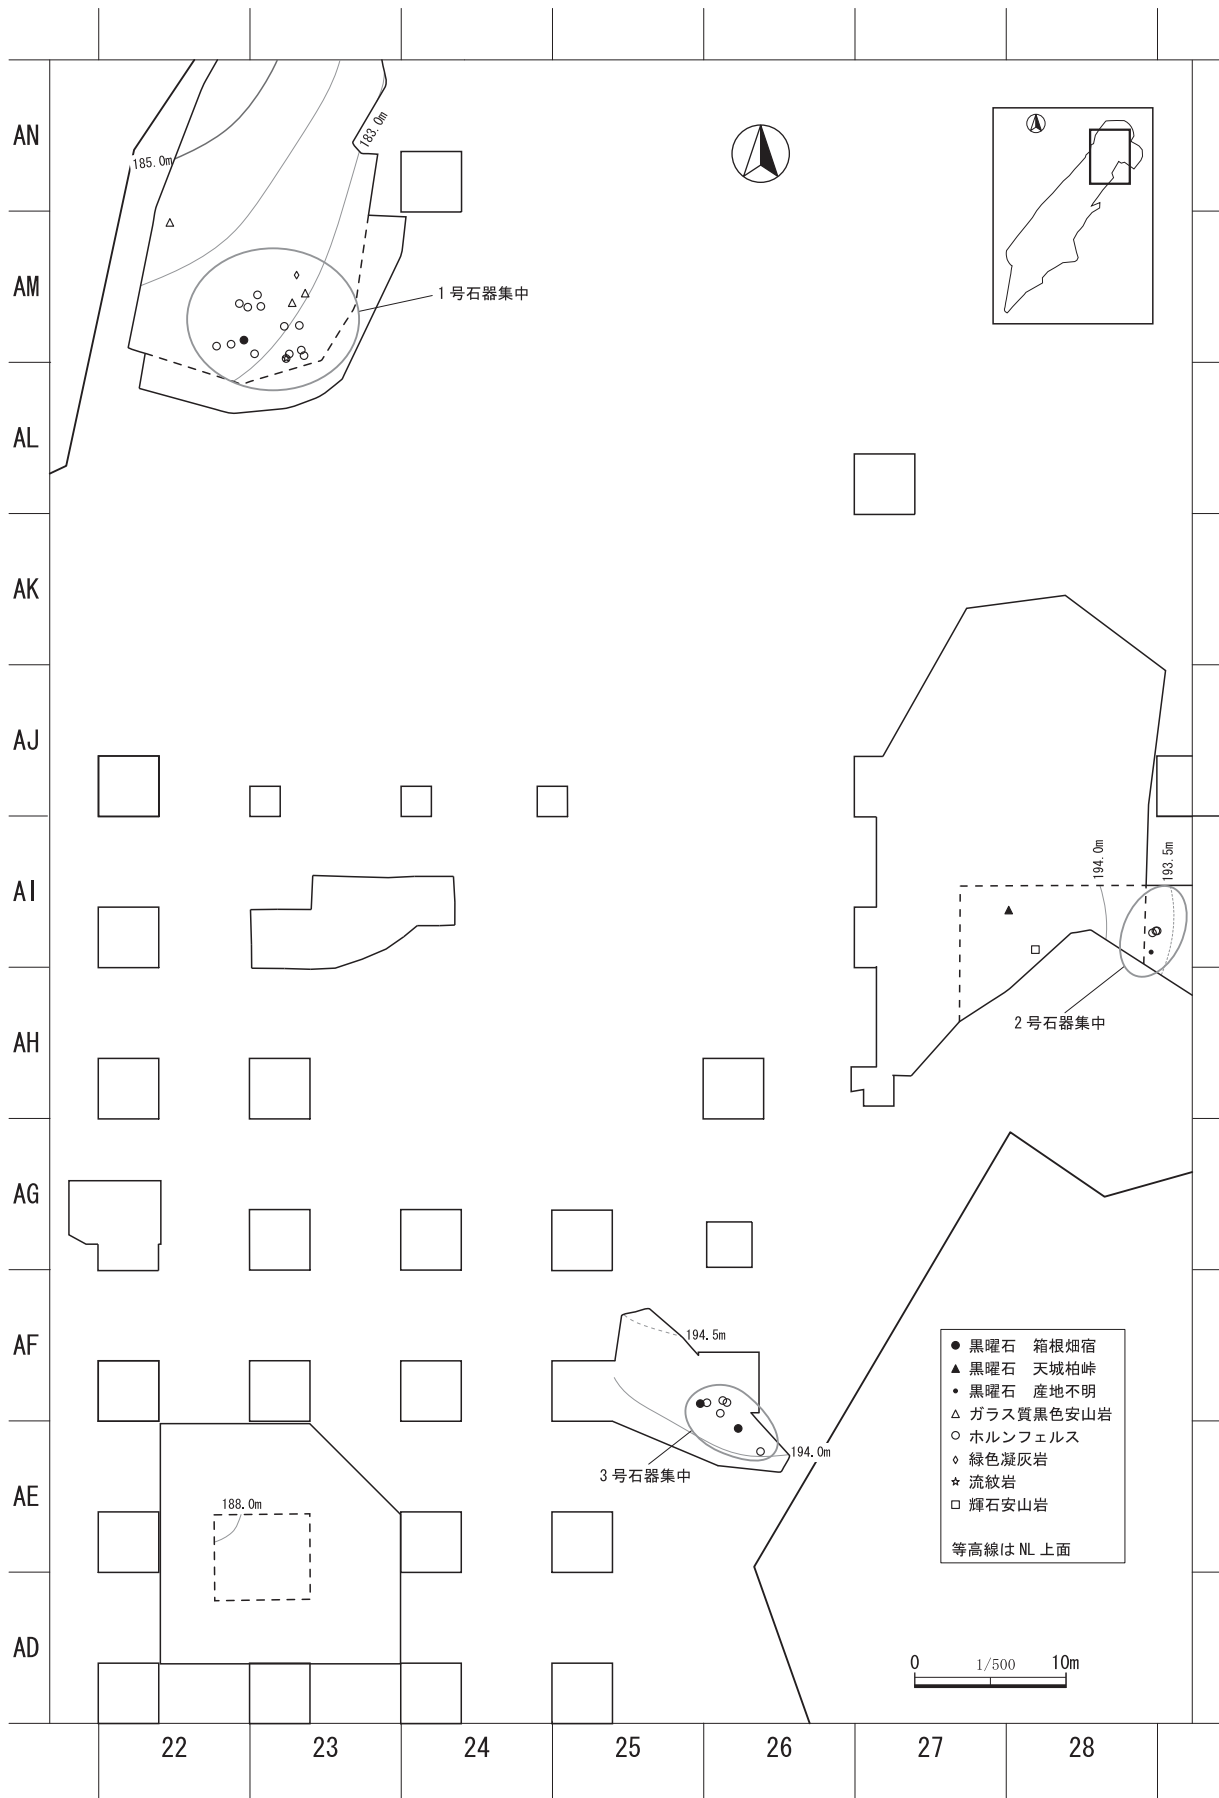 AN
AM
AL
AK
AJ
AI
AH
AG
AF
AE
AD
185.0m
183.0m
1号石器集中
194.0m
193.5m
2号石器集中
194.5m
194.0m
3号石器集中
188.0m
黒曜石　箱根畑宿
黒曜石　天城柏峠
黒曜石　産地不明
ガラス質黒色安山岩
ホルンフェルス
緑色凝灰岩
流紋岩
輝石安山岩
等高線は NL 上面
0 1/500 10m
22 23 24 25 26 27 28